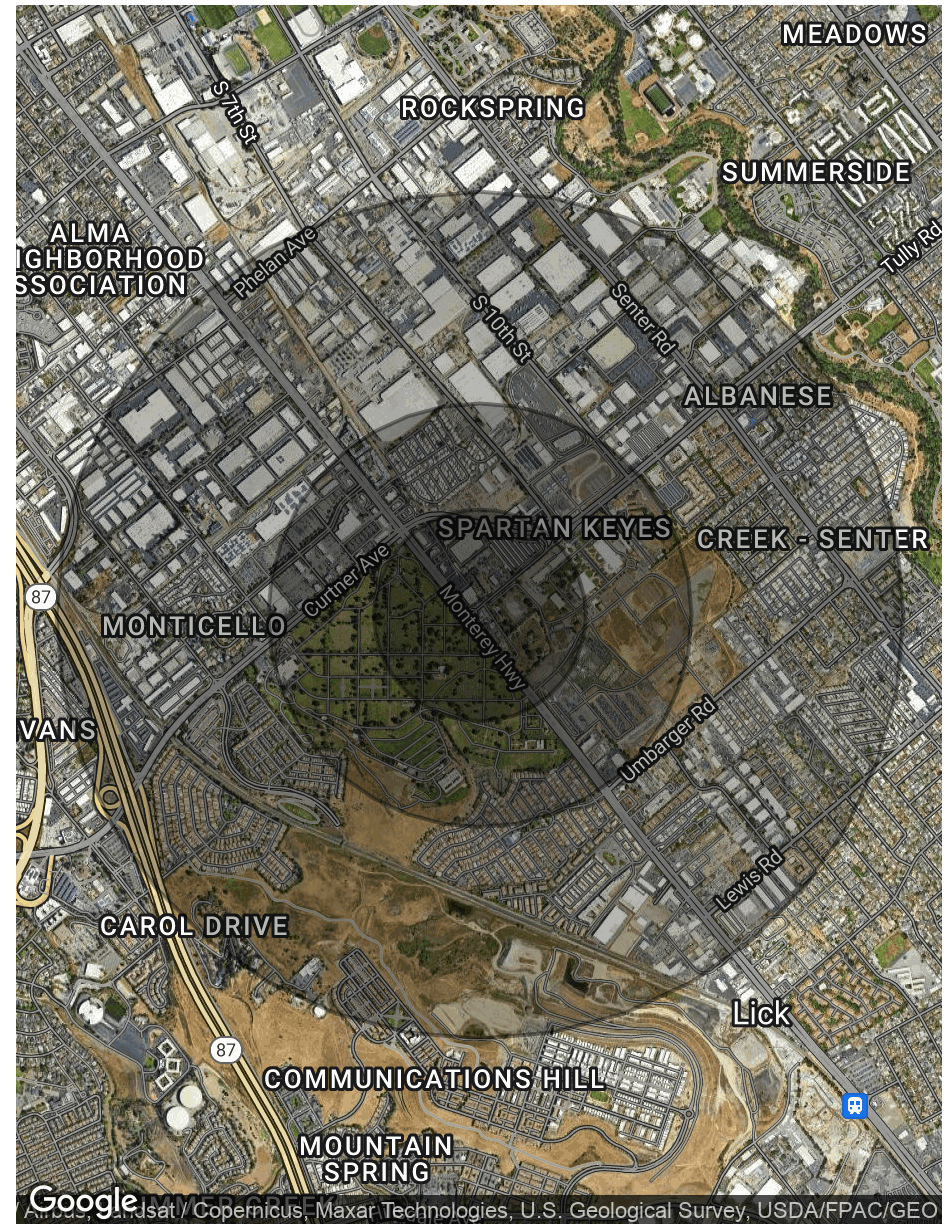 MEADOWS
S 7th St
ROCKSPRING
SUMMERSIDE
ALMA
IGHBORHOOD
SSOCIATION
Phelan Ave
Tully Rd
S 10th St
Senter Rd
ALBANESE
SPARTAN KEYES
CREEK - SENTER
Curtner Ave
87
Monterey Hwy
MONTICELLO
VANS
Umbarger Rd
Lewis Rd
CAROL DRIVE
Lick
87
COMMUNICATIONS HILL
MOUNTAIN
SPRING
Google
/ Copernicus, Maxar Technologies, U.S. Geological Survey, USDA/FPAC/GEO